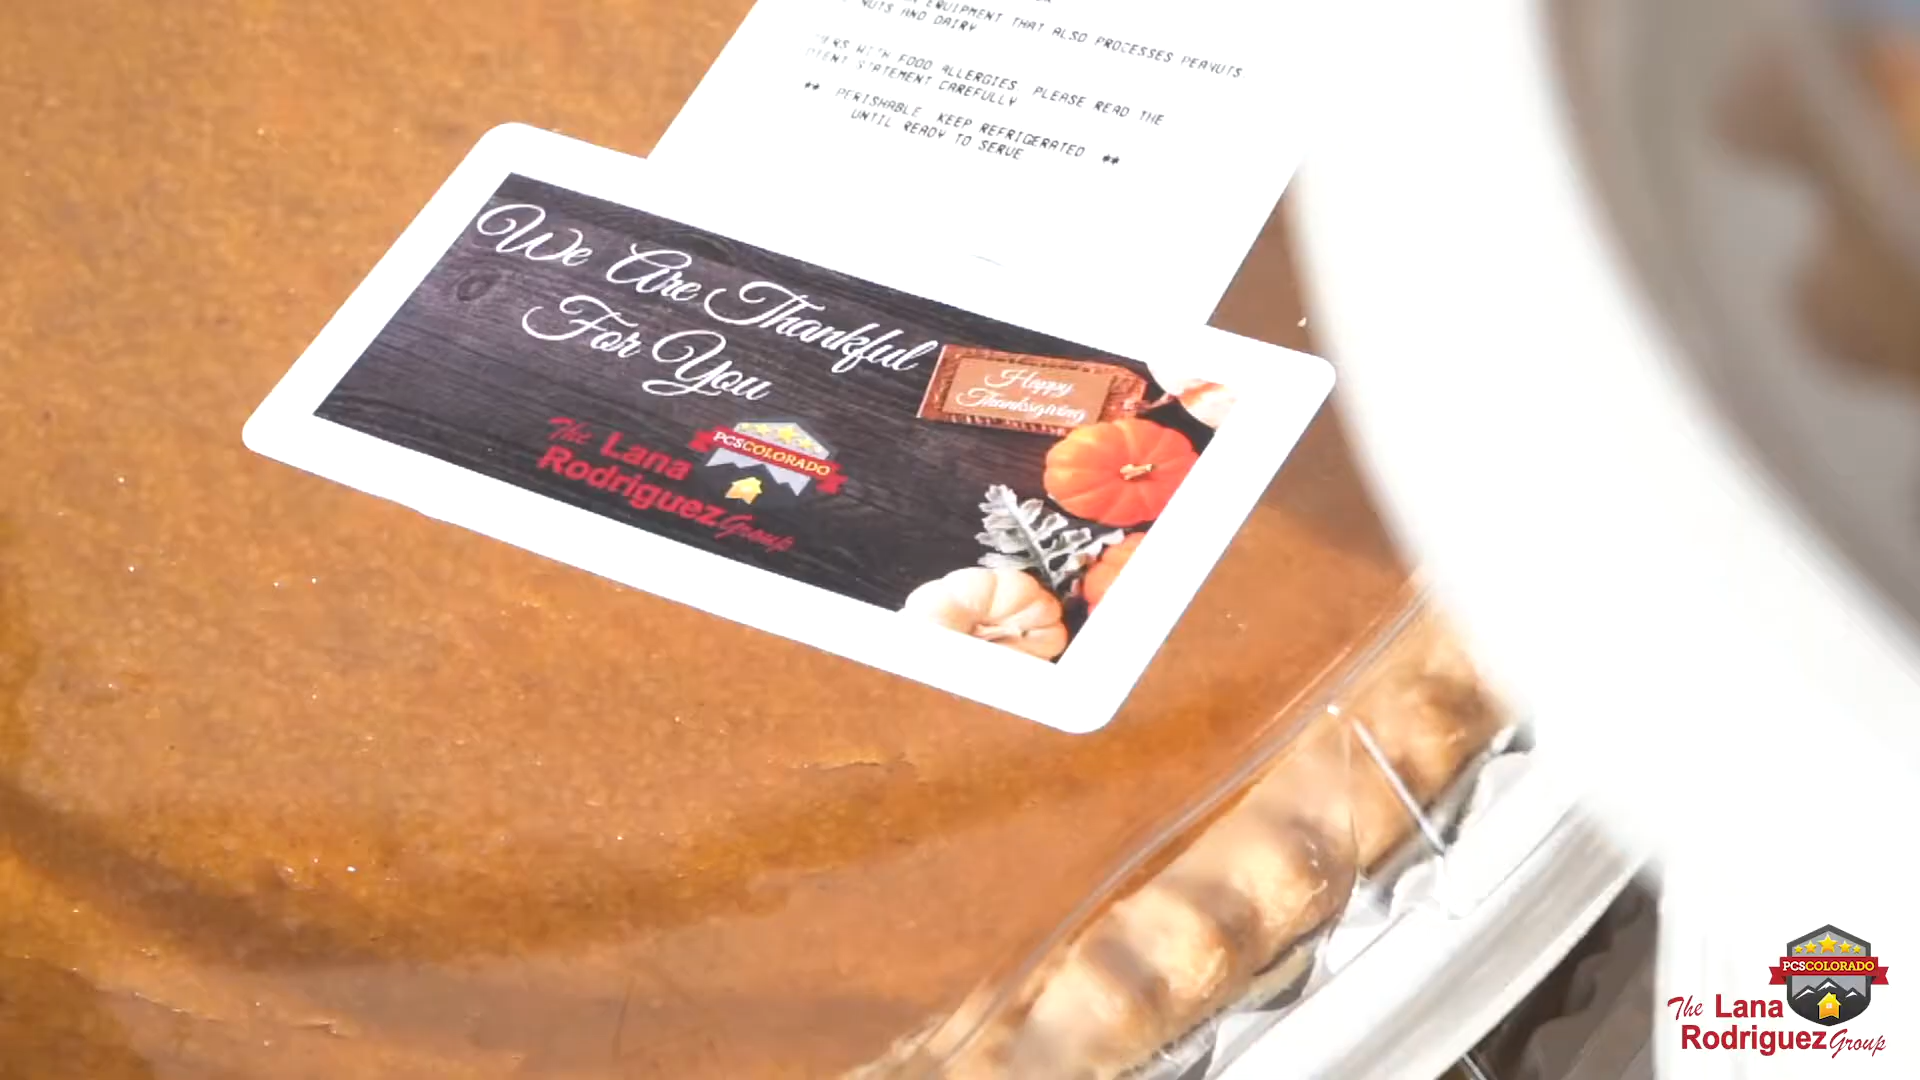 EQUIPMENT THAT ALSO PROCESSES PEANUTS
NUTS AND DAIRY
WITH FOOD ALLERGIES. PLEASE READ THE
STATEMENT CAREFULLY
** PERISHABLE KEEP REFRIGERATED
UNTIL READY TO SERVE **
We Are Thankful
For You
Happy
Thanksgiving
The Lana
Rodriguez Group
PCSCOLORADO
PCSCOLORADO
The Lana
Rodriguez Group